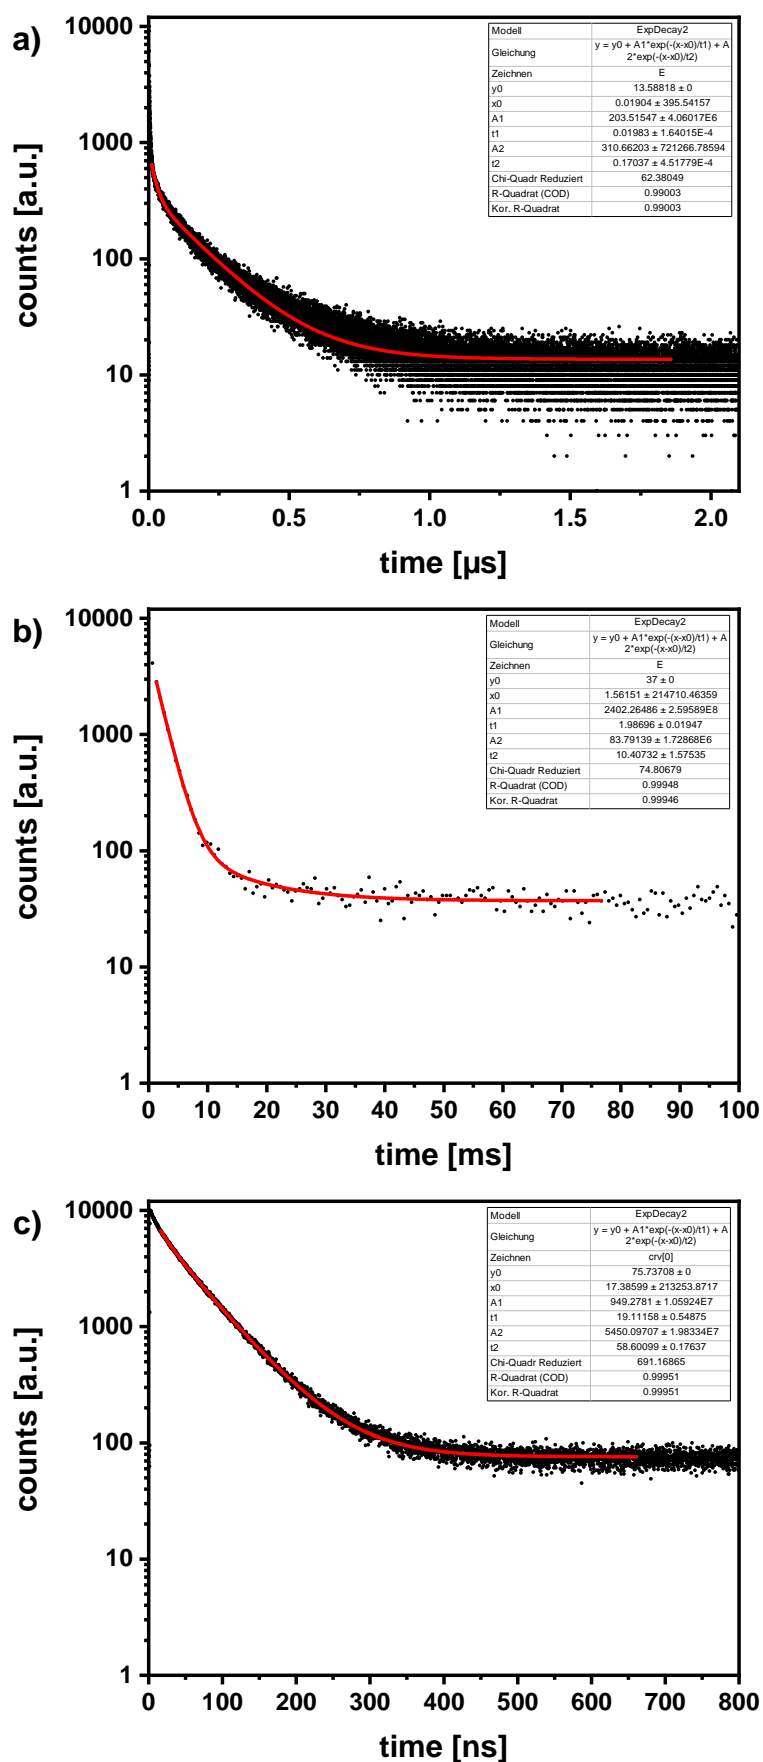 a)
10000
1000
100
10
1
counts [a.u.]
0.0 0.5 1.0 1.5 2.0
time [µs]
Modell ExpDecay2
Gleichung y = y0 + A1*exp(-(x-x0)/t1) + A
2*exp(-(x-x0)/t2)
Zeichnen E
y0 13.58818 ± 0
x0 0.01904 ± 395.54157
A1 203.51547 ± 4.06017E6
t1 0.01983 ± 1.64015E-4
A2 310.66203 ± 721266.78594
t2 0.17037 ± 4.51779E-4
Chi-Quadr Reduziert 62.38049
R-Quadrat (COD) 0.99003
Kor. R-Quadrat 0.99003
b)
10000
1000
100
10
1
counts [a.u.]
0 10 20 30 40 50 60 70 80 90 100
time [ms]
Modell ExpDecay2
Gleichung y = y0 + A1*exp(-(x-x0)/t1) + A
2*exp(-(x-x0)/t2)
Zeichnen E
y0 37 ± 0
x0 1.56151 ± 214710.46359
A1 2402.26486 ± 2.59589E8
t1 1.98696 ± 0.01947
A2 83.79139 ± 1.72868E6
t2 10.40732 ± 1.57535
Chi-Quadr Reduziert 74.80679
R-Quadrat (COD) 0.99948
Kor. R-Quadrat 0.99946
c)
10000
1000
100
10
1
counts [a.u.]
0 100 200 300 400 500 600 700 800
time [ns]
Modell ExpDecay2
Gleichung y = y0 + A1*exp(-(x-x0)/t1) + A
2*exp(-(x-x0)/t2)
Zeichnen crv[0]
y0 75.73708 ± 0
x0 17.38599 ± 213253.8717
A1 949.2781 ± 1.05924E7
t1 19.11158 ± 0.54875
A2 5450.09707 ± 1.98334E7
t2 58.60099 ± 0.17637
Chi-Quadr Reduziert 691.16865
R-Quadrat (COD) 0.99951
Kor. R-Quadrat 0.99951